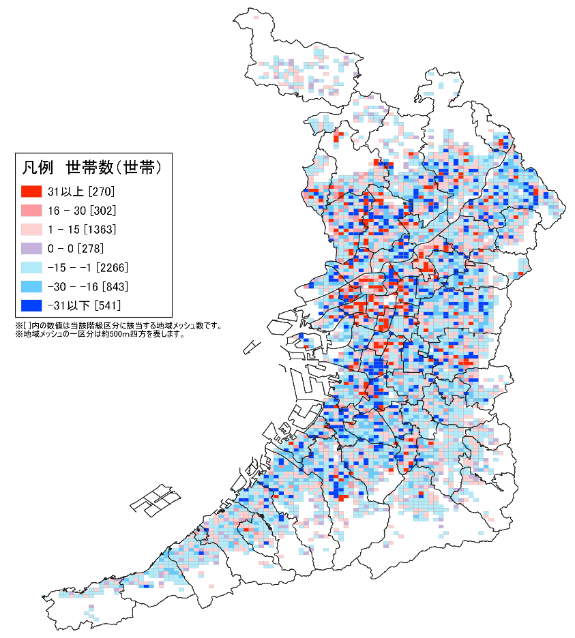 凡例　世帯数（世帯）
31以上 [270]
16 - 30 [302]
1 - 15 [1363]
0 - 0 [278]
-15 - -1 [2266]
-30 - -16 [843]
-31以下 [541]
※[ ]内の数値は当該階級区分に該当する地域メッシュ数です。
※地域メッシュの一区分は約500m四方を表します。